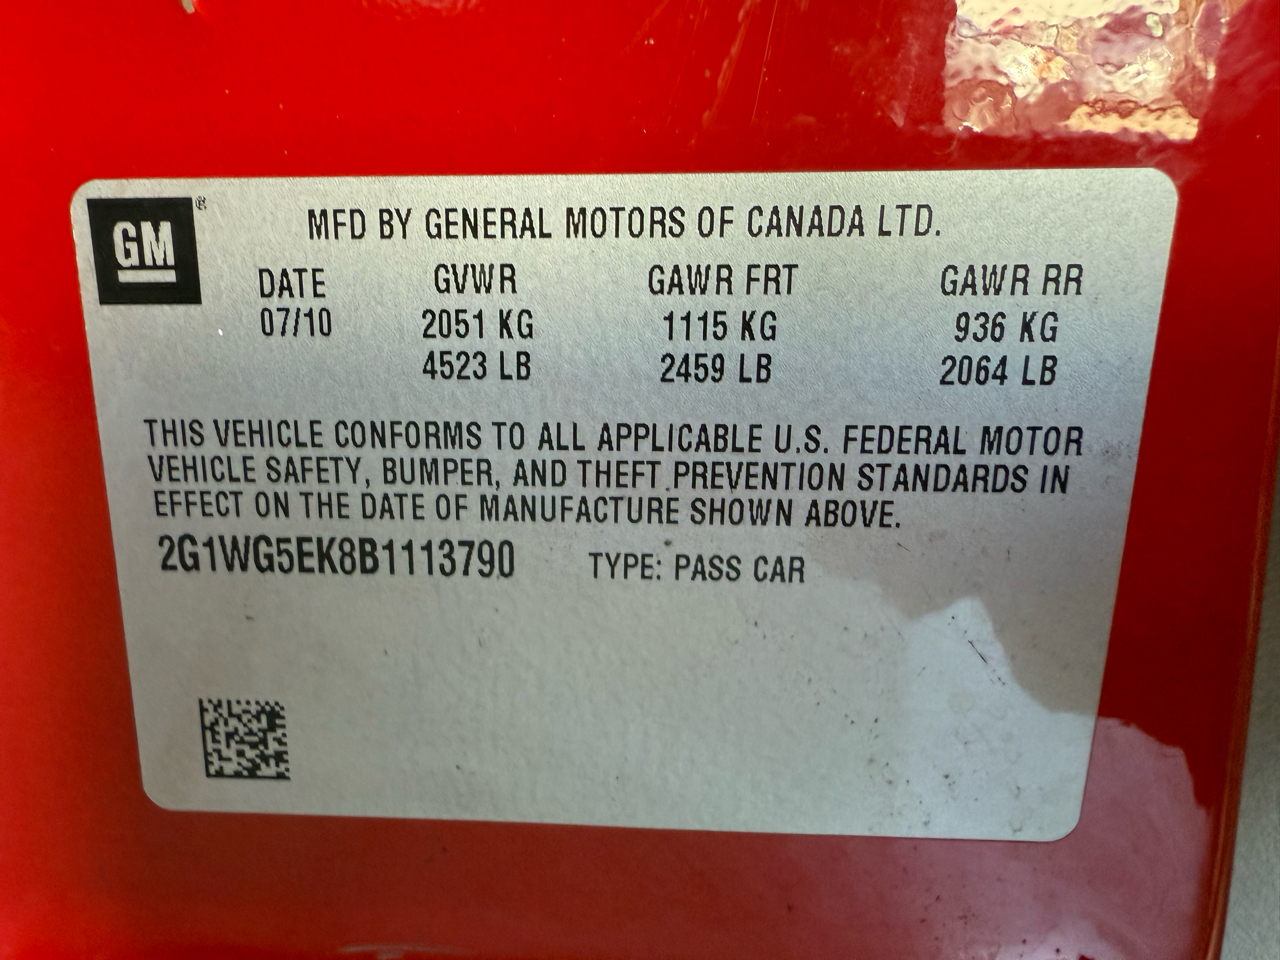 GM®
MFD BY GENERAL MOTORS OF CANADA LTD.
DATE GVWR GAWR FRT GAWR RR
07/10 2051 KG 1115 KG 936 KG
4523 LB 2459 LB 2064 LB
THIS VEHICLE CONFORMS TO ALL APPLICABLE U.S. FEDERAL MOTOR
VEHICLE SAFETY, BUMPER, AND THEFT PREVENTION STANDARDS IN
EFFECT ON THE DATE OF MANUFACTURE SHOWN ABOVE.
2G1WG5EK8B1113790 TYPE: PASS CAR